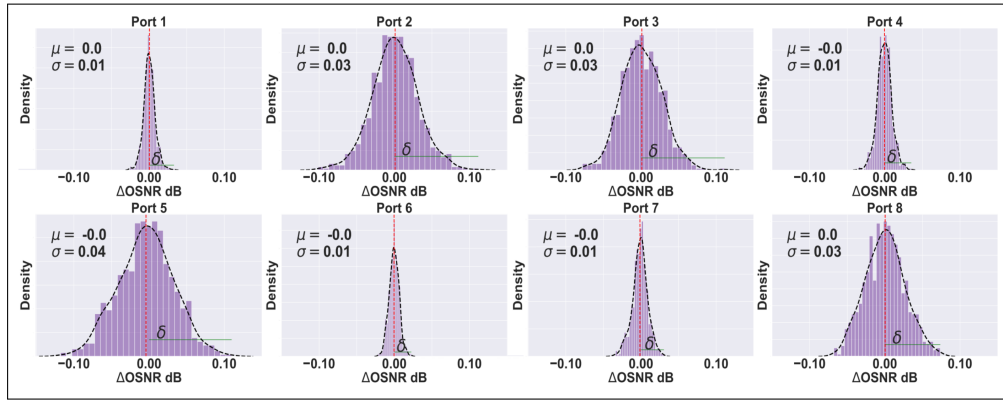 Port 1
Port 2
Port 3
Port 4
Density
μ = 0.0
σ = 0.01
δ
Density
μ = 0.0
σ = 0.03
δ
Density
μ = 0.0
σ = 0.03
δ
Density
μ = -0.0
σ = 0.01
δ
−0.10 0.00 0.10
−0.10 0.00 0.10
−0.10 0.00 0.10
−0.10 0.00 0.10
ΔOSNR dB
ΔOSNR dB
ΔOSNR dB
ΔOSNR dB
Port 5
Port 6
Port 7
Port 8
Density
μ = -0.0
σ = 0.04
δ
Density
μ = -0.0
σ = 0.01
δ
Density
μ = -0.0
σ = 0.01
δ
Density
μ = 0.0
σ = 0.03
δ
−0.10 0.00 0.10
−0.10 0.00 0.10
−0.10 0.00 0.10
−0.10 0.00 0.10
ΔOSNR dB
ΔOSNR dB
ΔOSNR dB
ΔOSNR dB